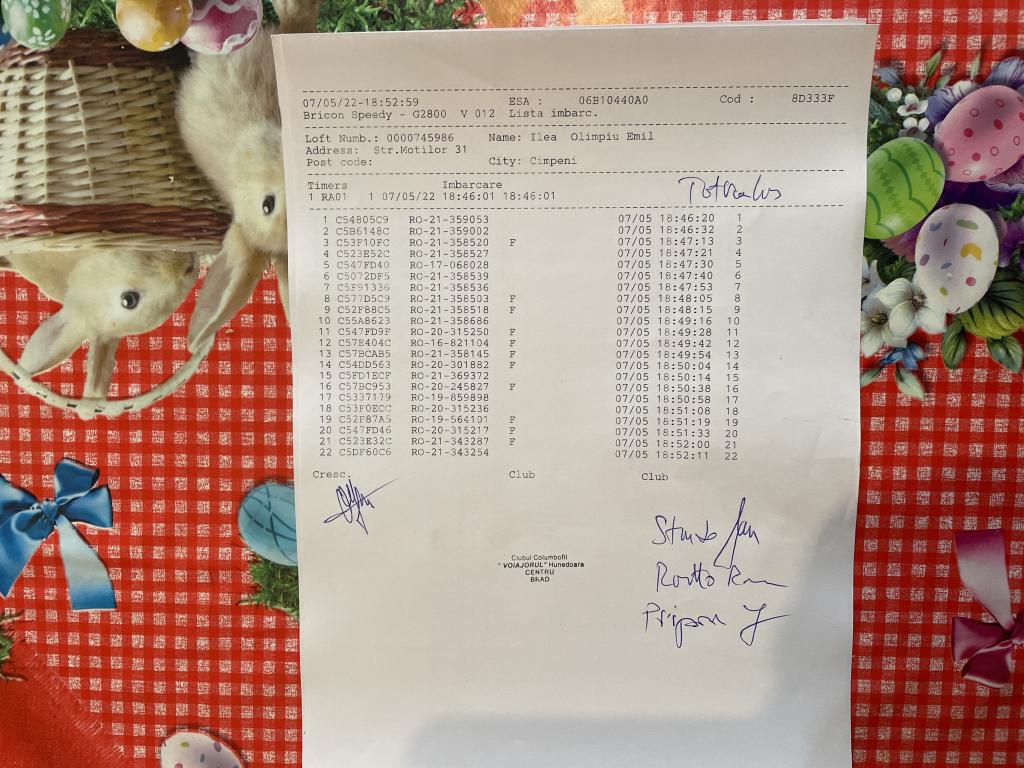 07/05/22-18:52:59 ESA : 06B10440A0 Cod : 8D333F
Bricon Speedy - G2800 V 012 Lista imbarc.
Loft Numb.: 0000745986 Name: Ilea Olimpiu Emil
Address: Str.Motilor 31
Post code: City: Cimpeni
Timers Imbarcare
1 RA01 1 07/05/22 18:46:01 18:46:01
1 C54805C9 RO-21-359053 07/05 18:46:20 1
2 C5B6148C RO-21-359002 07/05 18:46:32 2
3 C53F10FC RO-21-358520 F 07/05 18:47:13 3
4 C523E52C RO-21-358527 07/05 18:47:21 4
5 C547FD40 RO-17-068028 07/05 18:47:30 5
6 C5072DF5 RO-21-358539 07/05 18:47:40 6
7 C5F91336 RO-21-358536 07/05 18:47:53 7
8 C577D5C9 RO-21-358503 F 07/05 18:48:05 8
9 C52F88C5 RO-21-358518 F 07/05 18:48:15 9
10 C55A8623 RO-21-358686 07/05 18:49:16 10
11 C547FD9F RO-20-315250 F 07/05 18:49:28 11
12 C57E404C RO-16-821104 F 07/05 18:49:42 12
13 C57BCAB5 RO-21-358145 F 07/05 18:49:54 13
14 C54DD563 RO-20-301882 F 07/05 18:50:04 14
15 C5FD1ECF RO-21-369372 07/05 18:50:14 15
16 C57BC953 RO-20-245827 F 07/05 18:50:38 16
17 C5337179 RO-19-859898 07/05 18:50:58 17
18 C53F0ECC RO-20-315236 07/05 18:51:08 18
19 C52F87A5 RO-19-564101 F 07/05 18:51:19 19
20 C547FD46 RO-20-315217 F 07/05 18:51:33 20
21 C523E32C RO-21-343287 F 07/05 18:52:00 21
22 C5DF60C6 RO-21-343254 07/05 18:52:11 22
Cresc. Club Club
Clubul Columbofil
"VOIAJORUL" Hunedoara
CENTRU
BRAD